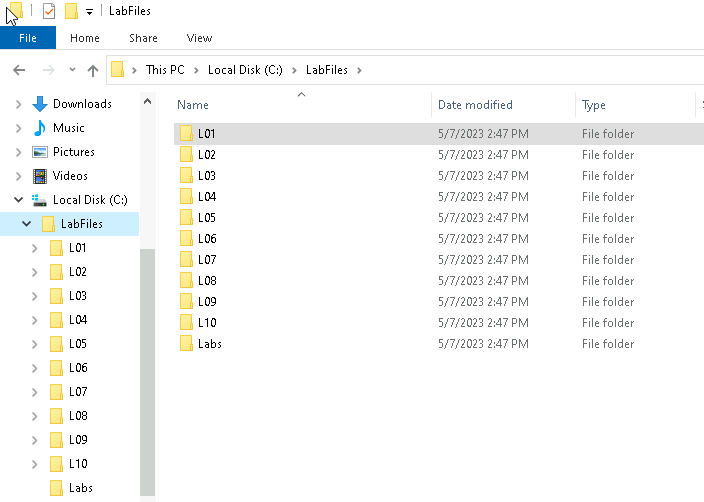 LabFiles
File Home Share View
This PC Local Disk (C:) LabFiles
Downloads
Music
Pictures
Videos
Local Disk (C:)
LabFiles
L01
L02
L03
L04
L05
L06
L07
L08
L09
L10
Labs
Name Date modified Type
L01 5/7/2023 2:47 PM File folder
L02 5/7/2023 2:47 PM File folder
L03 5/7/2023 2:47 PM File folder
L04 5/7/2023 2:47 PM File folder
L05 5/7/2023 2:47 PM File folder
L06 5/7/2023 2:47 PM File folder
L07 5/7/2023 2:47 PM File folder
L08 5/7/2023 2:47 PM File folder
L09 5/7/2023 2:47 PM File folder
L10 5/7/2023 2:47 PM File folder
Labs 5/7/2023 2:47 PM File folder